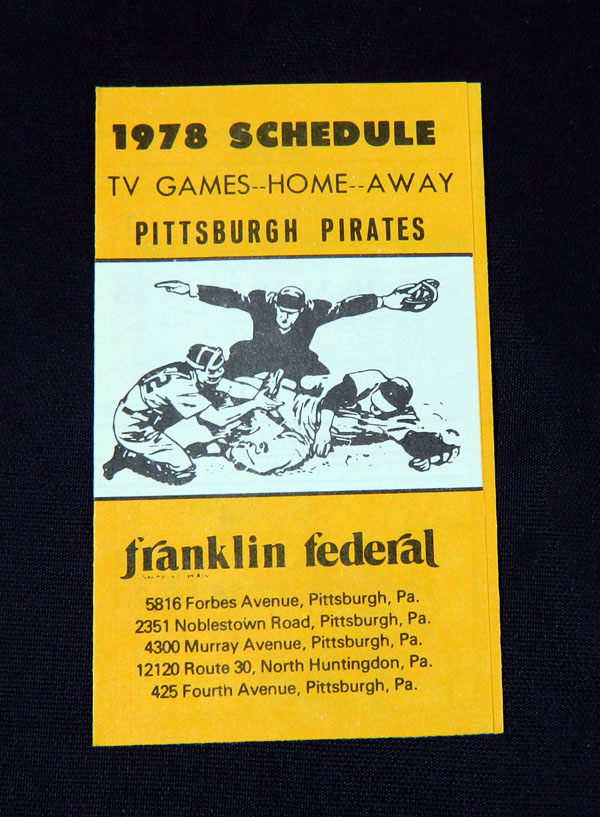 1978 SCHEDULE
TV GAMES--HOME--AWAY
PITTSBURGH PIRATES
franklin federal
5816 Forbes Avenue, Pittsburgh, Pa.
2351 Noblestown Road, Pittsburgh, Pa.
4300 Murray Avenue, Pittsburgh, Pa.
12120 Route 30, North Huntingdon, Pa.
425 Fourth Avenue, Pittsburgh, Pa.